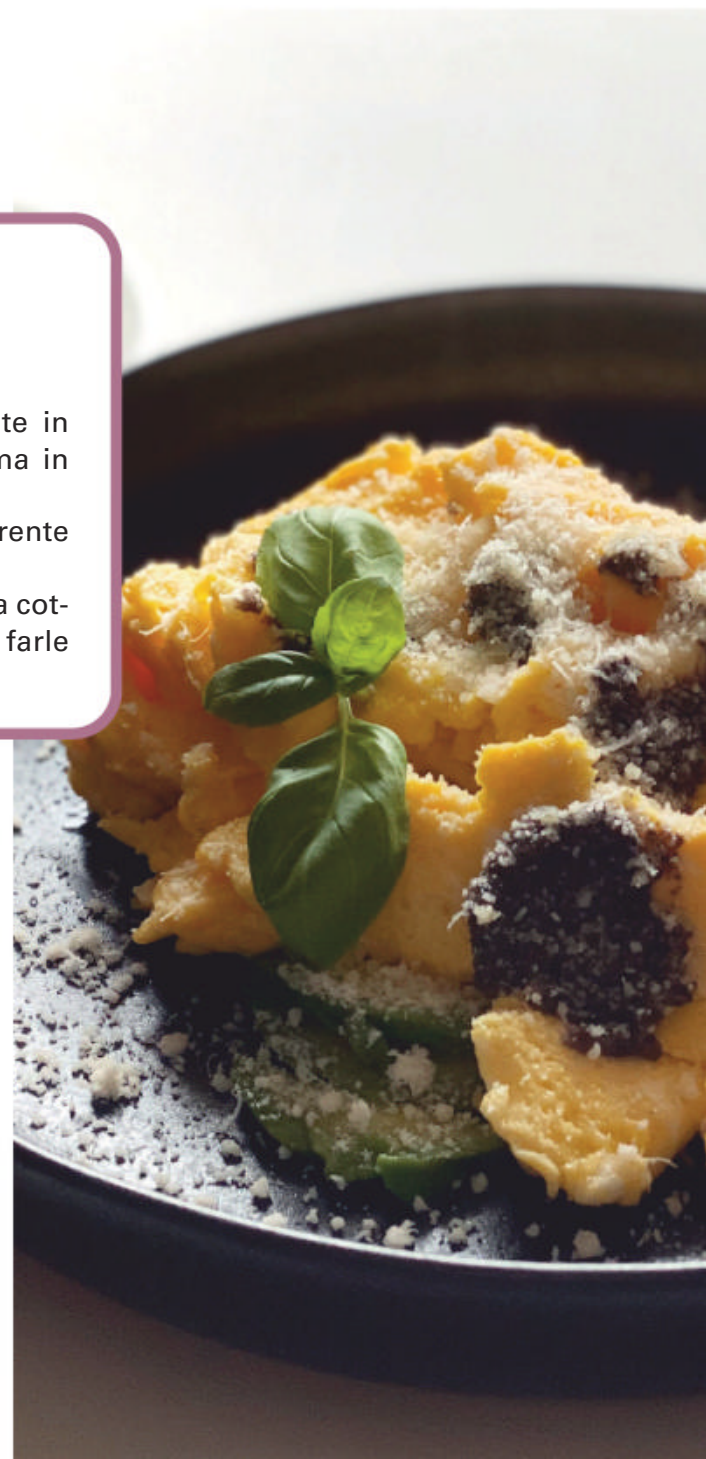 te in
na in
rente
a cot-
farle